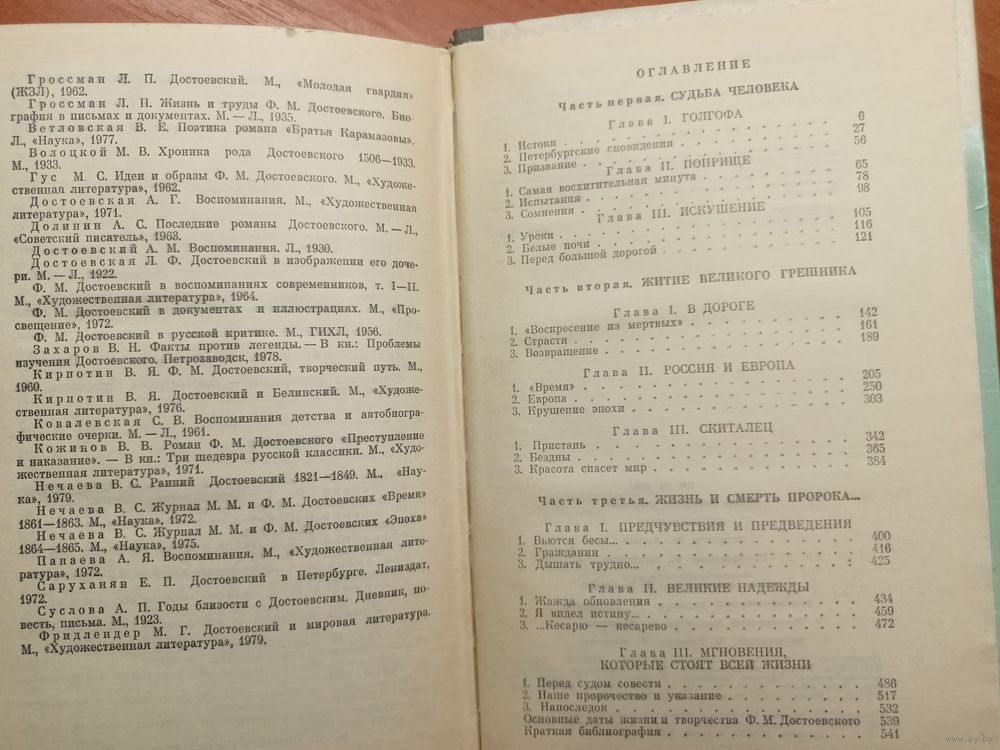 Гроссман Л. П. Достоевский. М., «Молодая гвардия»
(ЖЗЛ), 1962.
Гроссман Л. П. Жизнь и труды Ф. М. Достоевского. Био-
графия в письмах и документах. М. — Л., 1935.
Ветловская В. Е. Поэтика романа «Братья Карамазовы».
Л., «Наука», 1977.
Волоцкой М. В. Хроника рода Достоевского 1506—1933.
М., 1933.
Гус М. С. Идеи и образы Ф. М. Достоевского. М., «Художе-
ственная литература», 1962.
Достоевская А. Г. Воспоминания. М., «Художественная
литература», 1971.
Долинин А. С. Последние романы Достоевского. М. — Л.,
«Советский писатель», 1963.
Достоевский А. М. Воспоминания. Л., 1930.
Достоевская Л. Ф. Достоевский в изображении его доче-
ри. М. — Л., 1922.
Ф. М. Достоевский в воспоминаниях современников, т. I—II.
М., «Художественная литература», 1964.
Ф. М. Достоевский в документах и иллюстрациях. М., «Про-
свещение», 1972.
Ф. М. Достоевский в русской критике. М., ГИХЛ, 1956.
Захаров В. Н. Факты против легенды. — В кн.: Проблемы
изучения Достоевского. Петрозаводск, 1978.
Кирпотин В. Я. Ф. М. Достоевский, творческий путь. М.,
1960.
Кирпотин В. Я. Достоевский и Белинский. М., «Художе-
ственная литература», 1976.
Ковалевская С. В. Воспоминания детства и автобиогра-
фические очерки. М. — Л., 1961.
Кожинов В. В. Роман Ф. М. Достоевского «Преступление
и наказание». — В кн.: Три шедевра русской классики. М., «Худо-
жественная литература», 1971.
Нечаева В. С. Ранний Достоевский 1821—1849. М., «Нау-
ка», 1979.
Нечаева В. С. Журнал М. М. и Ф. М. Достоевских «Время»
1861—1863. М., «Наука», 1972.
Нечаева В. С. Журнал М. М. и Ф. М. Достоевских «Эпоха»
1864—1865. М., «Наука», 1975.
Панаева А. Я. Воспоминания. М., «Художественная лите-
ратура», 1972.
Саруханян Е. П. Достоевский в Петербурге. Лениздат,
1972.
Суслова А. П. Годы близости с Достоевским. Дневник, по-
весть, письма. М., 1923.
Фридлендер М. Г. Достоевский и мировая литература.
М., «Художественная литература», 1979.
ОГЛАВЛЕНИЕ
Часть первая. СУДЬБА ЧЕЛОВЕКА
Глава I. ГОЛГОФА
1. Истоки 6
2. Петербургские сновидения 27
3. Призвание 56
Глава II. ПОПРИЩЕ
1. Самая восхитительная минута 65
2. Испытания 78
3. Сомнения 98
Глава III. ИСКУШЕНИЕ
1. Уроки 105
2. Белые ночи 116
3. Перед большой дорогой 121
Часть вторая. ЖИТИЕ ВЕЛИКОГО ГРЕШНИКА
Глава I. В ДОРОГЕ
1. «Воскресение из мертвых» 142
2. Страсти 161
3. Возвращение 189
Глава II. РОССИЯ И ЕВРОПА
1. «Время» 205
2. Европа 250
3. Крушение эпохи 303
Глава III. СКИТАЛЕЦ
1. Пристань 342
2. Бездны 365
3. Красота спасет мир 384
Часть третья. ЖИЗНЬ И СМЕРТЬ ПРОРОКА...
Глава I. ПРЕДЧУВСТВИЯ И ПРЕДВЕДЕНИЯ
1. Вьются бесы... 400
2. Гражданин 416
3. Дышать трудно... 425
Глава II. ВЕЛИКИЕ НАДЕЖДЫ
1. Жажда обновления 434
2. Я видел истину... 459
3. ...Кесарю — кесарево 472
Глава III. МГНОВЕНИЯ,
КОТОРЫЕ СТОЯТ ВСЕЙ ЖИЗНИ
1. Перед судом совести 486
2. Наше пророчество и указание 517
3. Напоследок 532
Основные даты жизни и творчества Ф. М. Достоевского 539
Краткая библиография 541
www.ay.by